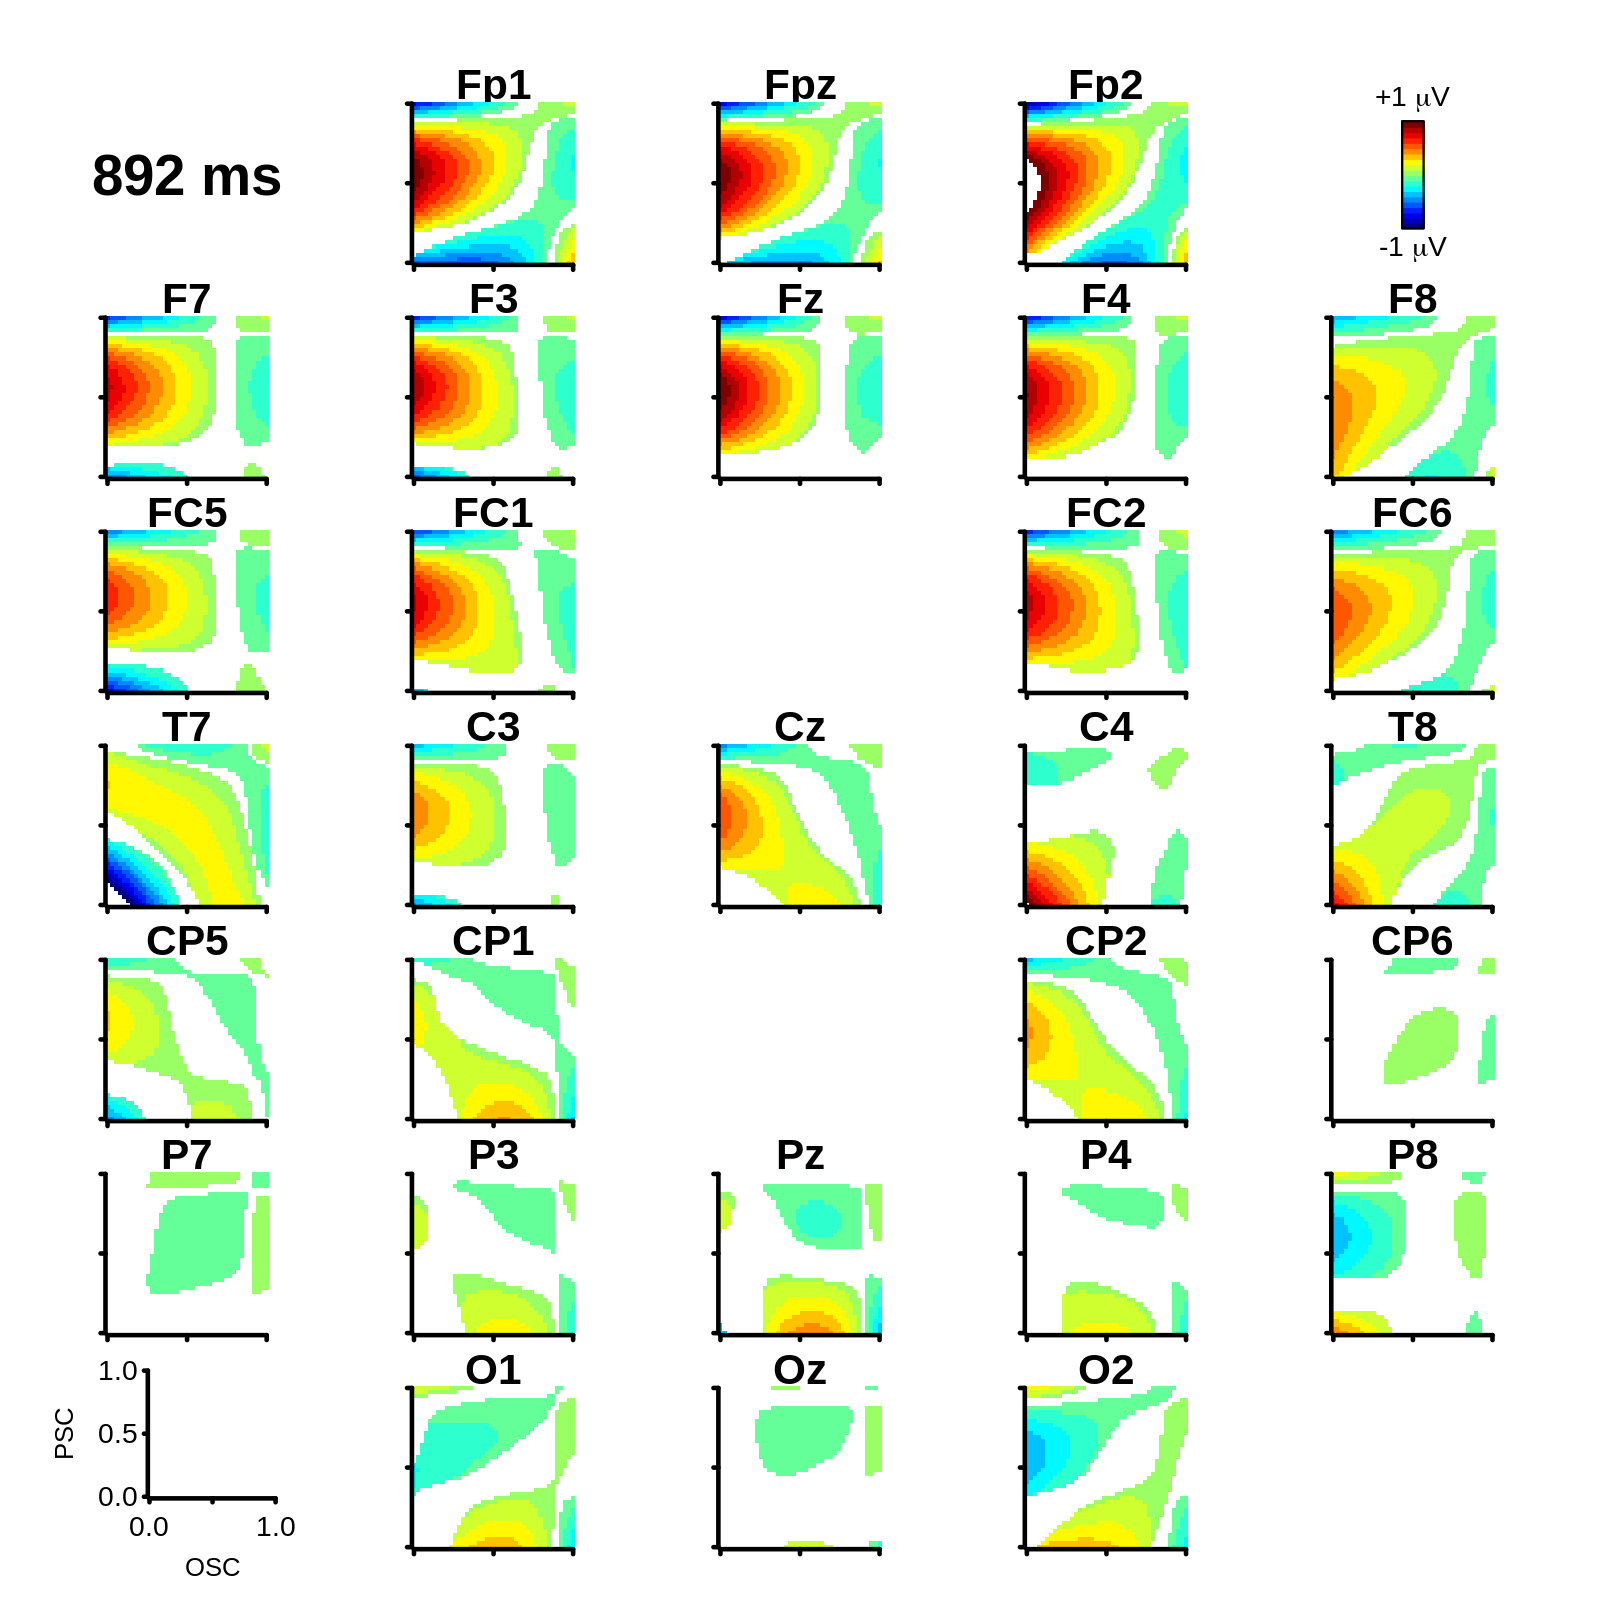 Fp1 Fpz Fp2
+1 μV
892 ms
-1 μV
F7 F3 Fz F4 F8
FC5 FC1 FC2 FC6
T7 C3 Cz C4 T8
CP5 CP1 CP2 CP6
P7 P3 Pz P4 P8
O1 Oz O2
1.0
PSC
0.5
0.0
0.0 1.0
OSC